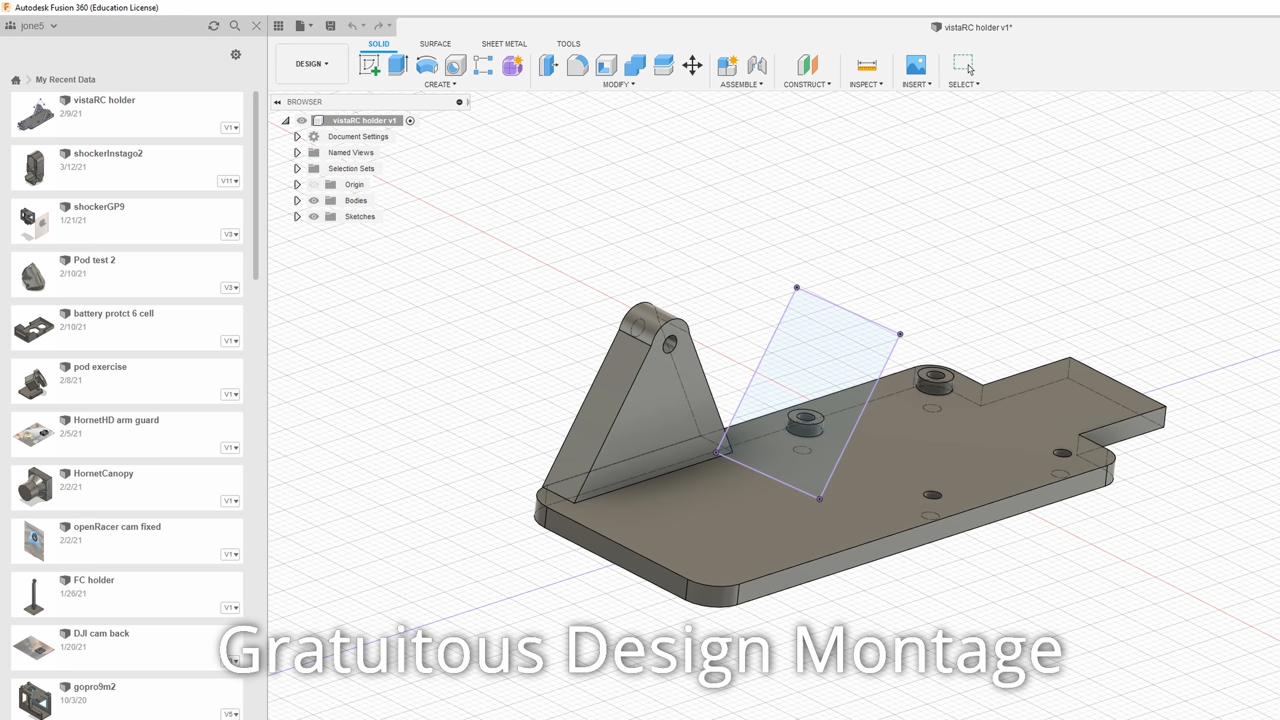 Autodesk Fusion 360 (Education License)
jone5
vistaRC holder v1*
SOLID SURFACE SHEET METAL TOOLS
DESIGN
CREATE MODIFY ASSEMBLE CONSTRUCT INSPECT INSERT SELECT
My Recent Data
vistaRC holder
2/9/21
V1
shockerInstago2
3/12/21
V11
shockerGP9
1/21/21
V3
Pod test 2
2/10/21
V3
battery protct 6 cell
2/10/21
V1
pod exercise
2/8/21
V1
HornetHD arm guard
2/5/21
V1
HornetCanopy
2/2/21
V1
openRacer cam fixed
2/2/21
V1
FC holder
1/26/21
V1
DJI cam back
1/20/21
gopro9m2
10/3/20
V5
BROWSER
vistaRC holder v1
Document Settings
Named Views
Selection Sets
Origin
Bodies
Sketches
Gratuitous Design Montage